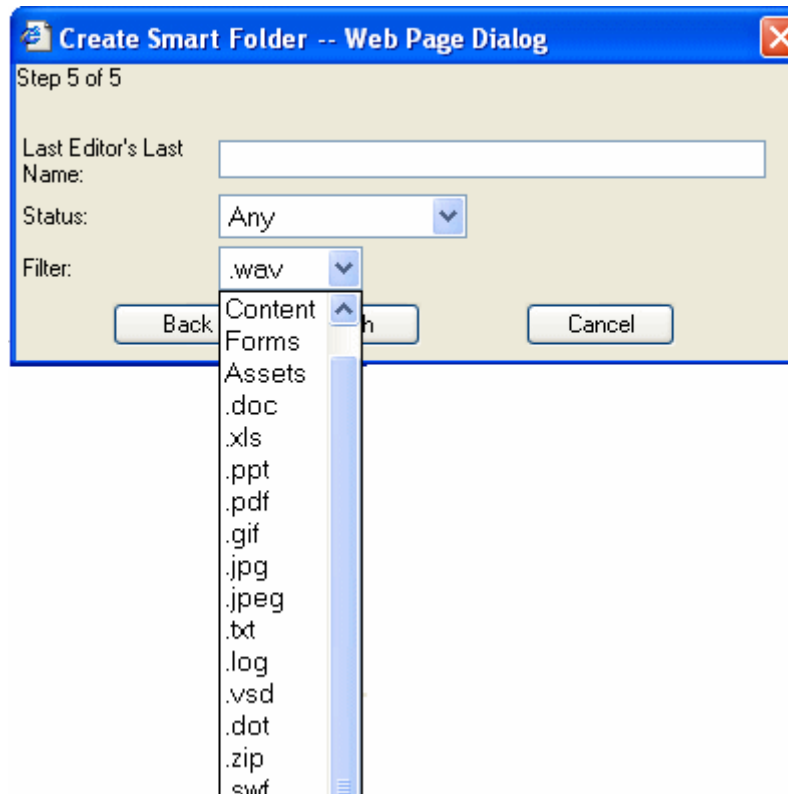 Create Smart Folder -- Web Page Dialog
Step 5 of 5
Last Editor's Last
Name:
Status: Any
Filter: .wav
Back h Cancel
Content
Forms
Assets
.doc
.xls
.ppt
.pdf
.gif
.jpg
.jpeg
.txt
.log
.vsd
.dot
.zip
.swf